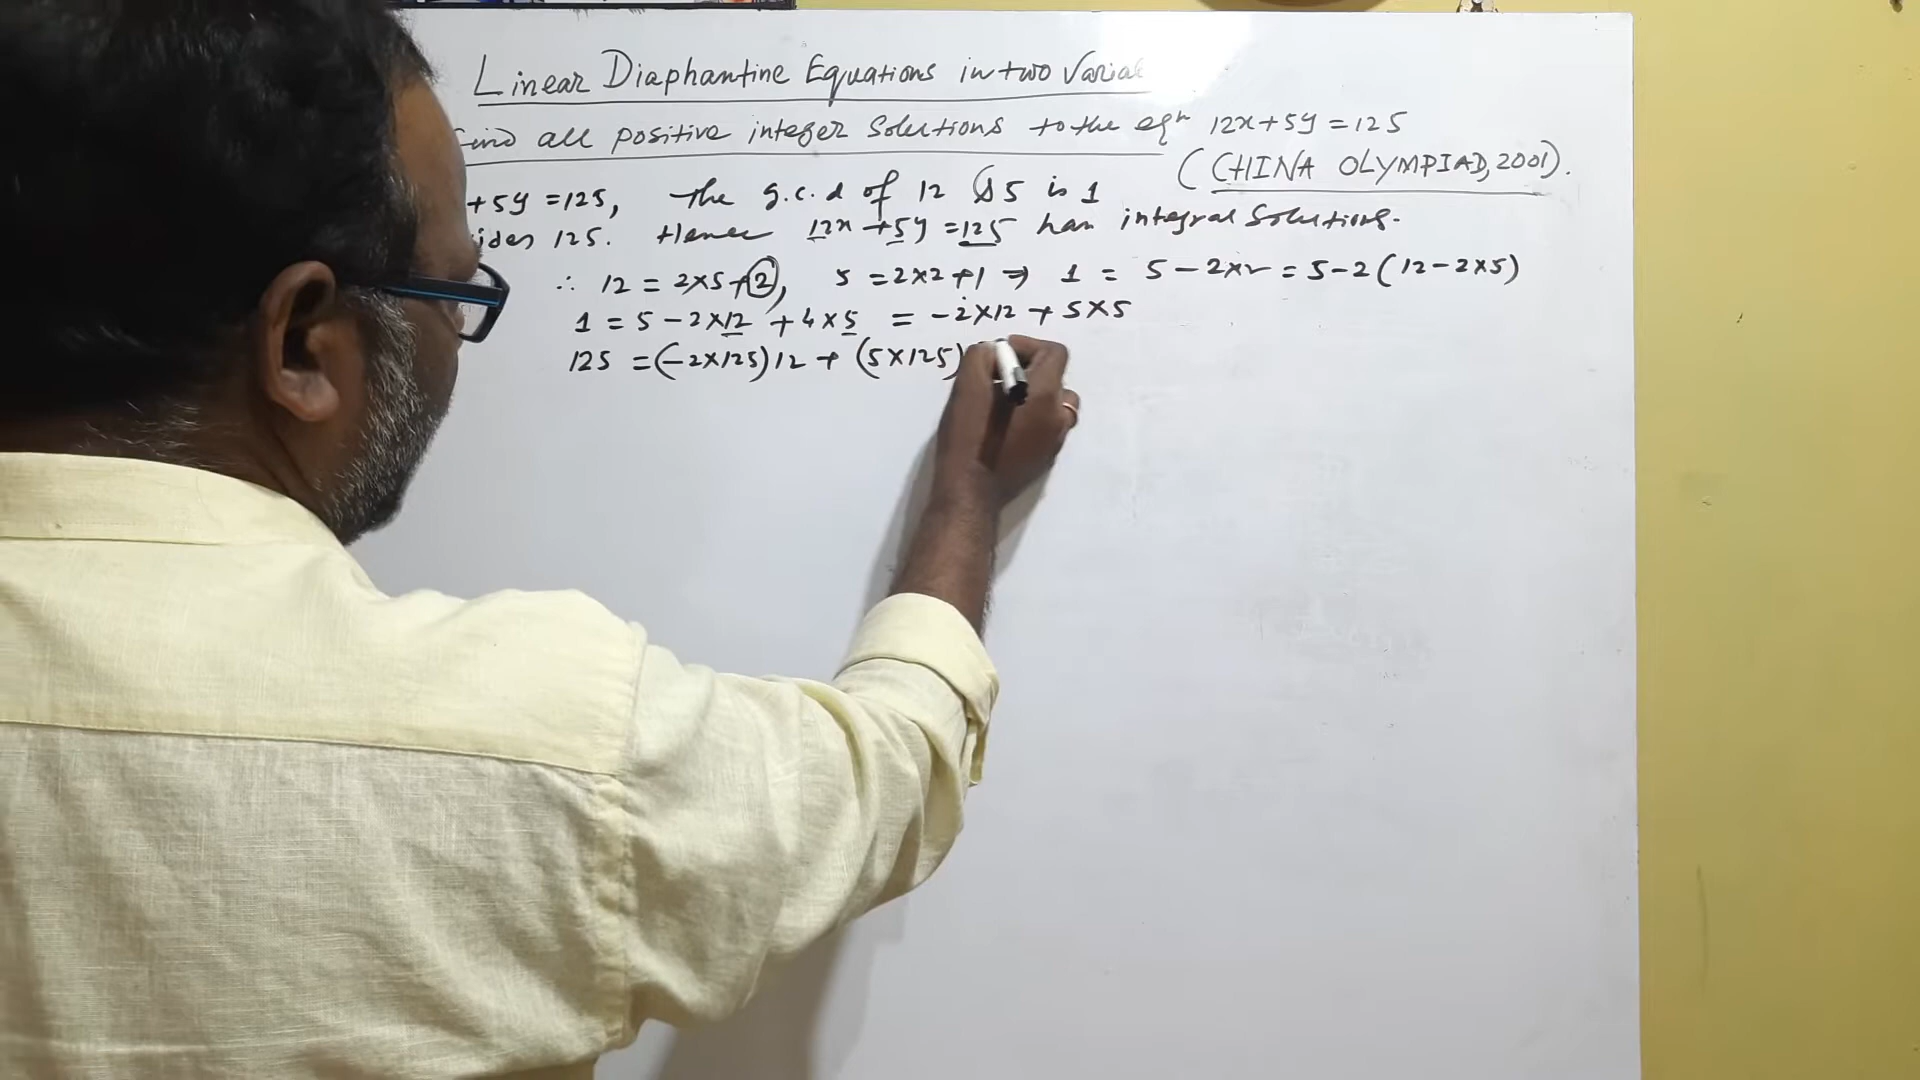 Linear Diaphantine Equations in two
all positive integer Solutions to the eqn 12x+5y=125
(CHINA OLYMPIAD, 2001).
+5y=125, the g.c.d of 12 & 5 is 1
125. Hence 12x+5y=125 has integral Solutions.
∴ 12 = 2×5+2, 5 = 2×2+1 ⇒ 1 = 5-2×2 = 5-2(12-2×5)
1 = 5-2×12+4×5 = -2×12+5×5
125 = (-2×125)12 + (5×125)